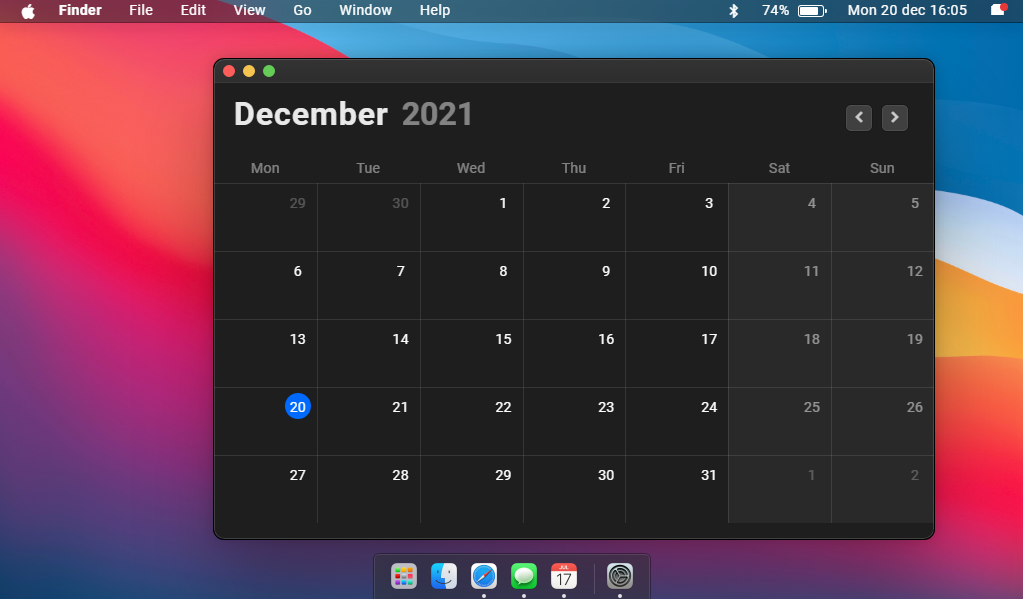 Finder File Edit View Go Window Help 74% Mon 20 dec 16:05
December 2021
Mon Tue Wed Thu Fri Sat Sun
29 30 1 2 3 4 5
6 7 8 9 10 11 12
13 14 15 16 17 18 19
20 21 22 23 24 25 26
27 28 29 30 31 1 2
JUL
17